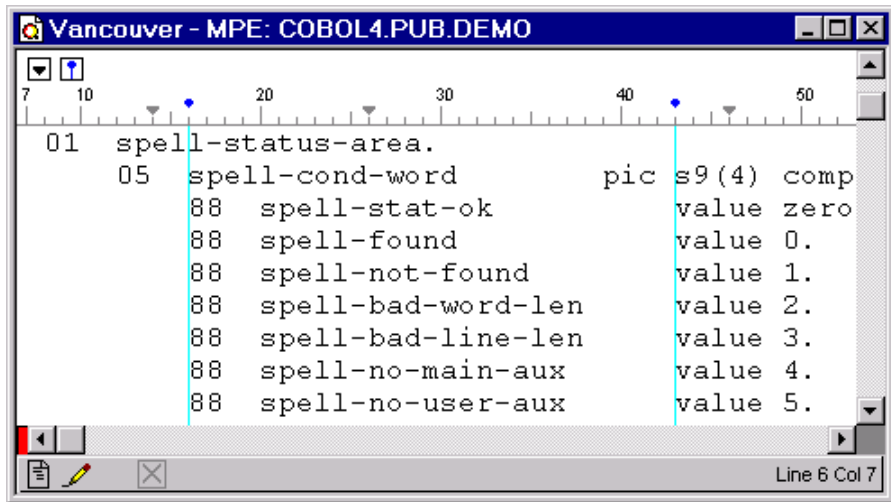 Vancouver - MPE: COBOL4.PUB.DEMO
7 10 20 30 40 50
01 spell-status-area.
05 spell-cond-word pic s9(4) comp
88 spell-stat-ok value zero
88 spell-found value 0.
88 spell-not-found value 1.
88 spell-bad-word-len value 2.
88 spell-bad-line-len value 3.
88 spell-no-main-aux value 4.
88 spell-no-user-aux value 5.
Line 6 Col 7